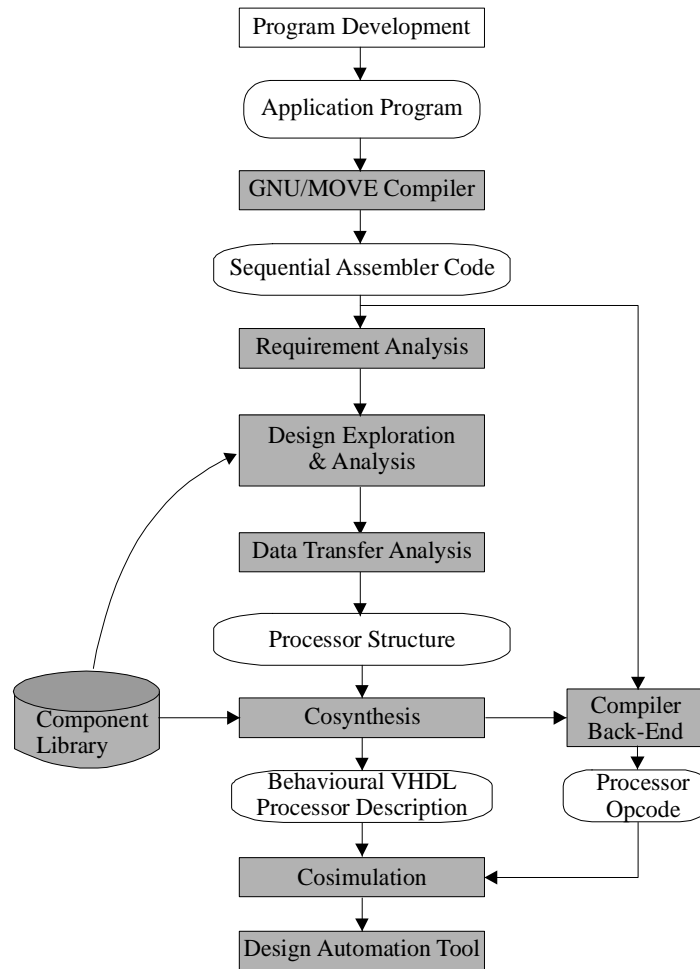 Program Development
Application Program
GNU/MOVE Compiler
Sequential Assembler Code
Requirement Analysis
Design Exploration
& Analysis
Data Transfer Analysis
Processor Structure
Component
Library
Cosynthesis
Compiler
Back-End
Behavioural VHDL
Processor Description
Processor
Opcode
Cosimulation
Design Automation Tool